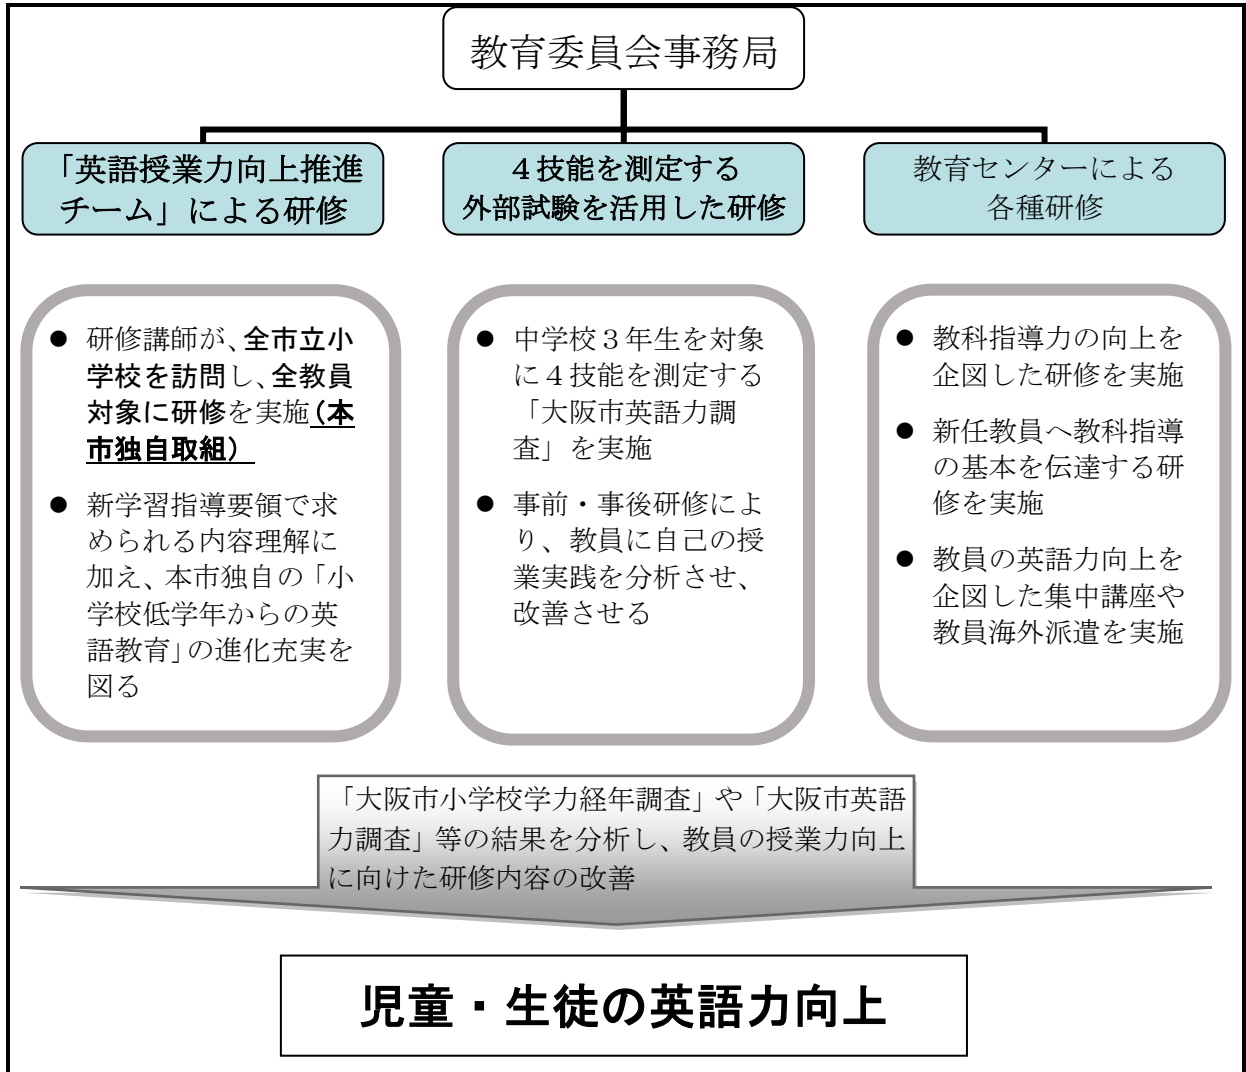 教育委員会事務局
「英語授業力向上推進
チーム」による研修
４技能を測定する
外部試験を活用した研修
教育センターによる
各種研修
● 研修講師が、全市立小
学校を訪問し、全教員
対象に研修を実施（本
市独自取組）
● 新学習指導要領で求
められる内容理解に
加え、本市独自の「小
学校低学年からの英
語教育」の進化充実を
図る
● 中学校３年生を対象
に４技能を測定する
「大阪市英語力調
査」を実施
● 事前・事後研修によ
り、教員に自己の授
業実践を分析させ、
改善させる
● 教科指導力の向上を
企図した研修を実施
● 新任教員へ教科指導
の基本を伝達する研
修を実施
● 教員の英語力向上を
企図した集中講座や
教員海外派遣を実施
「大阪市小学校学力経年調査」や「大阪市英語
力調査」等の結果を分析し、教員の授業力向上
に向けた研修内容の改善
児童・生徒の英語力向上